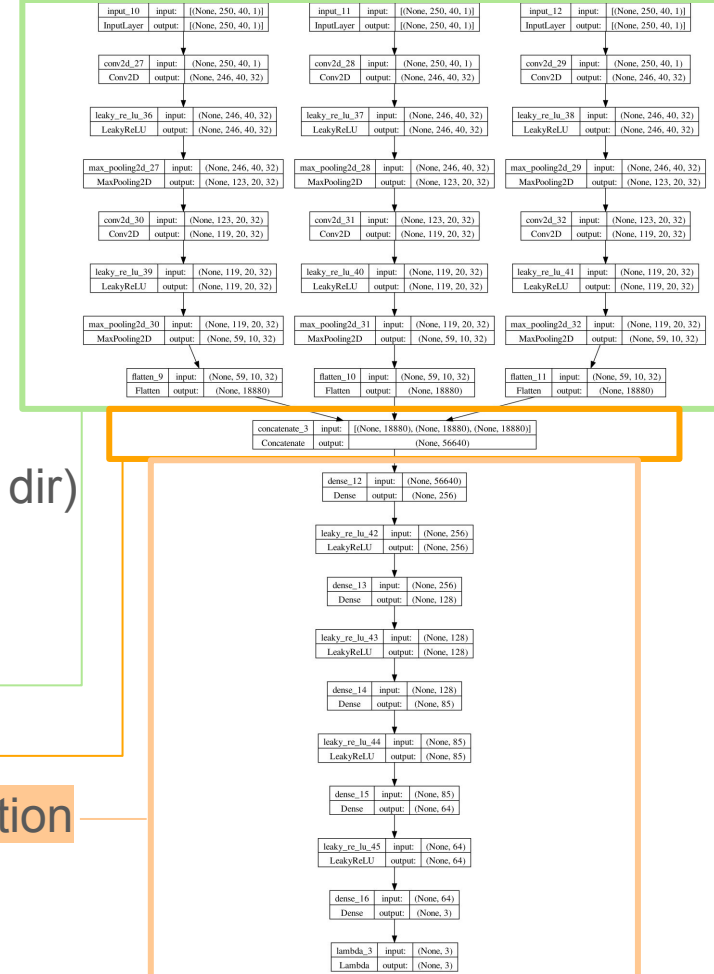 input_10 input: [(None, 250, 40, 1)] input_11 input: [(None, 250, 40, 1)] input_12 input: [(None, 250, 40, 1)]
InputLayer output: [(None, 250, 40, 1)] InputLayer output: [(None, 250, 40, 1)] InputLayer output: [(None, 250, 40, 1)]
conv2d_27 input: (None, 250, 40, 1) conv2d_28 input: (None, 250, 40, 1) conv2d_29 input: (None, 250, 40, 1)
Conv2D output: (None, 246, 40, 32) Conv2D output: (None, 246, 40, 32) Conv2D output: (None, 246, 40, 32)
leaky_re_lu_36 input: (None, 246, 40, 32) leaky_re_lu_37 input: (None, 246, 40, 32) leaky_re_lu_38 input: (None, 246, 40, 32)
LeakyReLU output: (None, 246, 40, 32) LeakyReLU output: (None, 246, 40, 32) LeakyReLU output: (None, 246, 40, 32)
max_pooling2d_27 input: (None, 246, 40, 32) max_pooling2d_28 input: (None, 246, 40, 32) max_pooling2d_29 input: (None, 246, 40, 32)
MaxPooling2D output: (None, 123, 20, 32) MaxPooling2D output: (None, 123, 20, 32) MaxPooling2D output: (None, 123, 20, 32)
conv2d_30 input: (None, 123, 20, 32) conv2d_31 input: (None, 123, 20, 32) conv2d_32 input: (None, 123, 20, 32)
Conv2D output: (None, 119, 20, 32) Conv2D output: (None, 119, 20, 32) Conv2D output: (None, 119, 20, 32)
leaky_re_lu_39 input: (None, 119, 20, 32) leaky_re_lu_40 input: (None, 119, 20, 32) leaky_re_lu_41 input: (None, 119, 20, 32)
LeakyReLU output: (None, 119, 20, 32) LeakyReLU output: (None, 119, 20, 32) LeakyReLU output: (None, 119, 20, 32)
max_pooling2d_30 input: (None, 119, 20, 32) max_pooling2d_31 input: (None, 119, 20, 32) max_pooling2d_32 input: (None, 119, 20, 32)
MaxPooling2D output: (None, 59, 10, 32) MaxPooling2D output: (None, 59, 10, 32) MaxPooling2D output: (None, 59, 10, 32)
flatten_9 input: (None, 59, 10, 32) flatten_10 input: (None, 59, 10, 32) flatten_11 input: (None, 59, 10, 32)
Flatten output: (None, 18880) Flatten output: (None, 18880) Flatten output: (None, 18880)
concatenate_3 input: [(None, 18880), (None, 18880), (None, 18880)]
Concatenate output: (None, 56640)
dir)
dense_12 input: (None, 56640)
Dense output: (None, 256)
leaky_re_lu_42 input: (None, 256)
LeakyReLU output: (None, 256)
dense_13 input: (None, 256)
Dense output: (None, 128)
leaky_re_lu_43 input: (None, 128)
LeakyReLU output: (None, 128)
dense_14 input: (None, 128)
Dense output: (None, 85)
leaky_re_lu_44 input: (None, 85)
LeakyReLU output: (None, 85)
dense_15 input: (None, 85)
Dense output: (None, 64)
tion
leaky_re_lu_45 input: (None, 64)
LeakyReLU output: (None, 64)
dense_16 input: (None, 64)
Dense output: (None, 3)
lambda_3 input: (None, 3)
Lambda output: (None, 3)